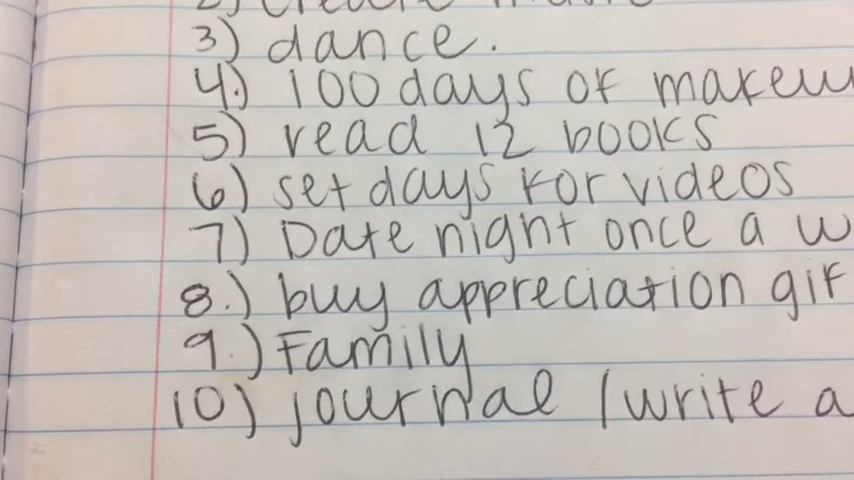 3) dance.
4.) 100 days of makeu
5) read 12 books
6) set days for videos
7) Date night once a w
8.) buy appreciation gif
9.) Family
10) journal / write a